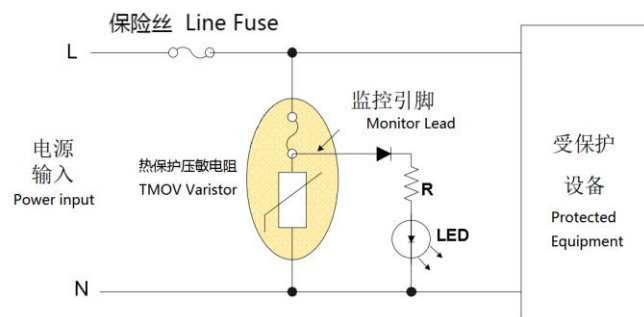 保险丝 Line Fuse
L
电源
输入
Power input
热保护压敏电阻
TMOV Varistor
监控引脚
Monitor Lead
R
LED
受保护
设备
Protected
Equipment
N